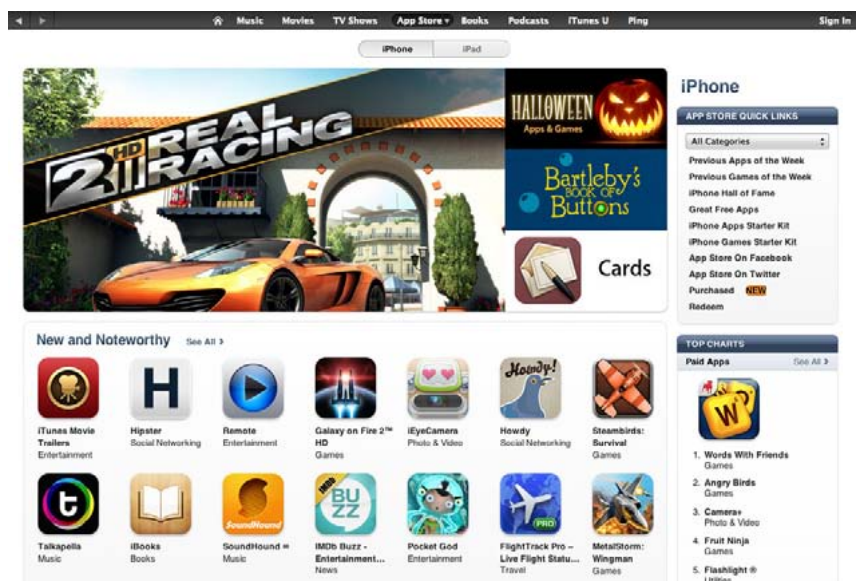 Music Movies TV Shows App Store Books Podcasts iTunes U Ping Sign In
iPhone iPad
2 HD REAL
RACING
HALLOWEEN
Apps & Games
Bartleby's
BOOK OF
Buttons
Cards
iPhone
APP STORE QUICK LINKS
All Categories
Previous Apps of the Week
Previous Games of the Week
iPhone Hall of Fame
Great Free Apps
iPhone Apps Starter Kit
iPhone Games Starter Kit
App Store On Facebook
App Store On Twitter
Purchased NEW
Redeem
New and Noteworthy See All >
H
Howdy!
iTunes Movie
Trailers
Entertainment
Hipster
Social Networking
Remote
Entertainment
Galaxy on Fire 2™
HD
Games
iEyeCamera
Photo & Video
Howdy
Social Networking
Steambirds:
Survival
Games
t
SoundHound
IMDb
BU
ZZ
PRO
Talkapella
Music
iBooks
Books
SoundHound ∞
Music
IMDb Buzz -
Entertainment...
News
Pocket God
Entertainment
FlightTrack Pro –
Live Flight Statu...
Travel
MetalStorm:
Wingman
Games
TOP CHARTS
Paid Apps See All >
W
1. Words With Friends
Games
2. Angry Birds
Games
3. Camera+
Photo & Video
4. Fruit Ninja
Games
5. Flashlight ®
Utilities